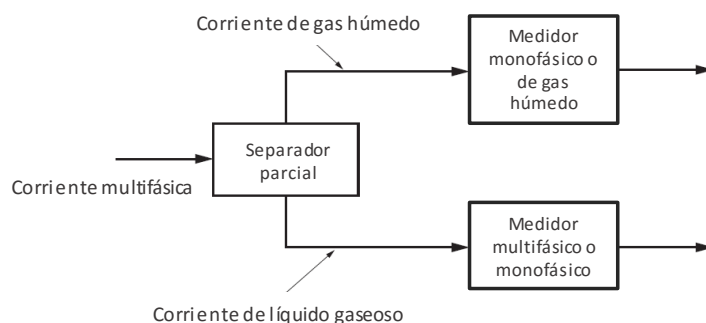 Corriente de gas húmedo
Medidor
monofásico o
de gas
húmedo
Separador
parcial
Corriente multifásica
Medidor
multifásico o
monofásico
Corriente de líquido gaseoso